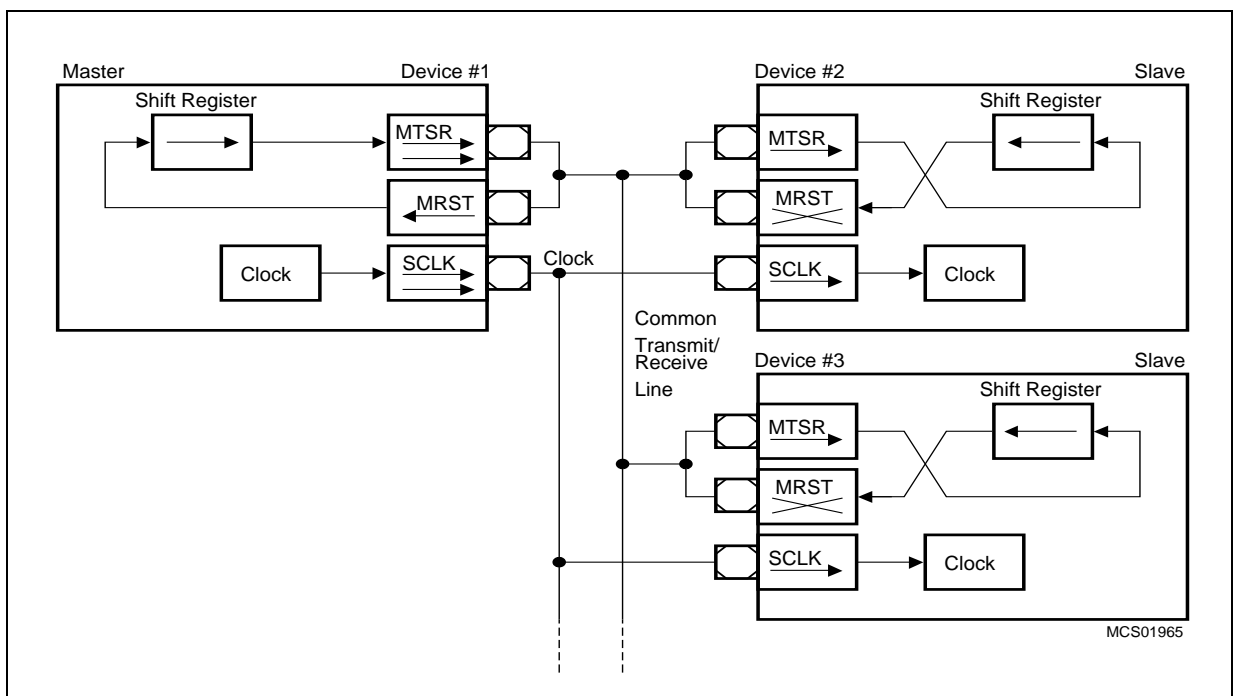 Master Device #1
Shift Register
MTSR
MRST
Clock
SCLK
Clock
Common
Transmit/
Receive
Line
Device #2 Slave
Shift Register
MTSR
MRST
SCLK
Clock
Device #3 Slave
Shift Register
MTSR
MRST
SCLK
Clock
MCS01965